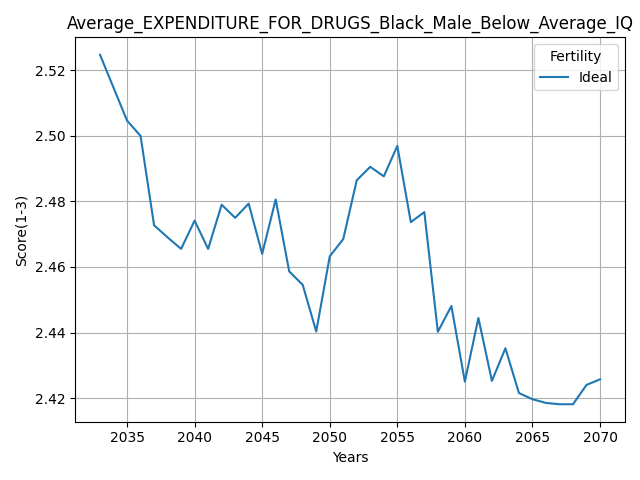 Average_EXPENDITURE_FOR_DRUGS_Black_Male_Below_Average_IQ
Fertility
Ideal
2.52
2.50
2.48
2.46
2.44
2.42
Score(1-3)
2035 2040 2045 2050 2055 2060 2065 2070
Years